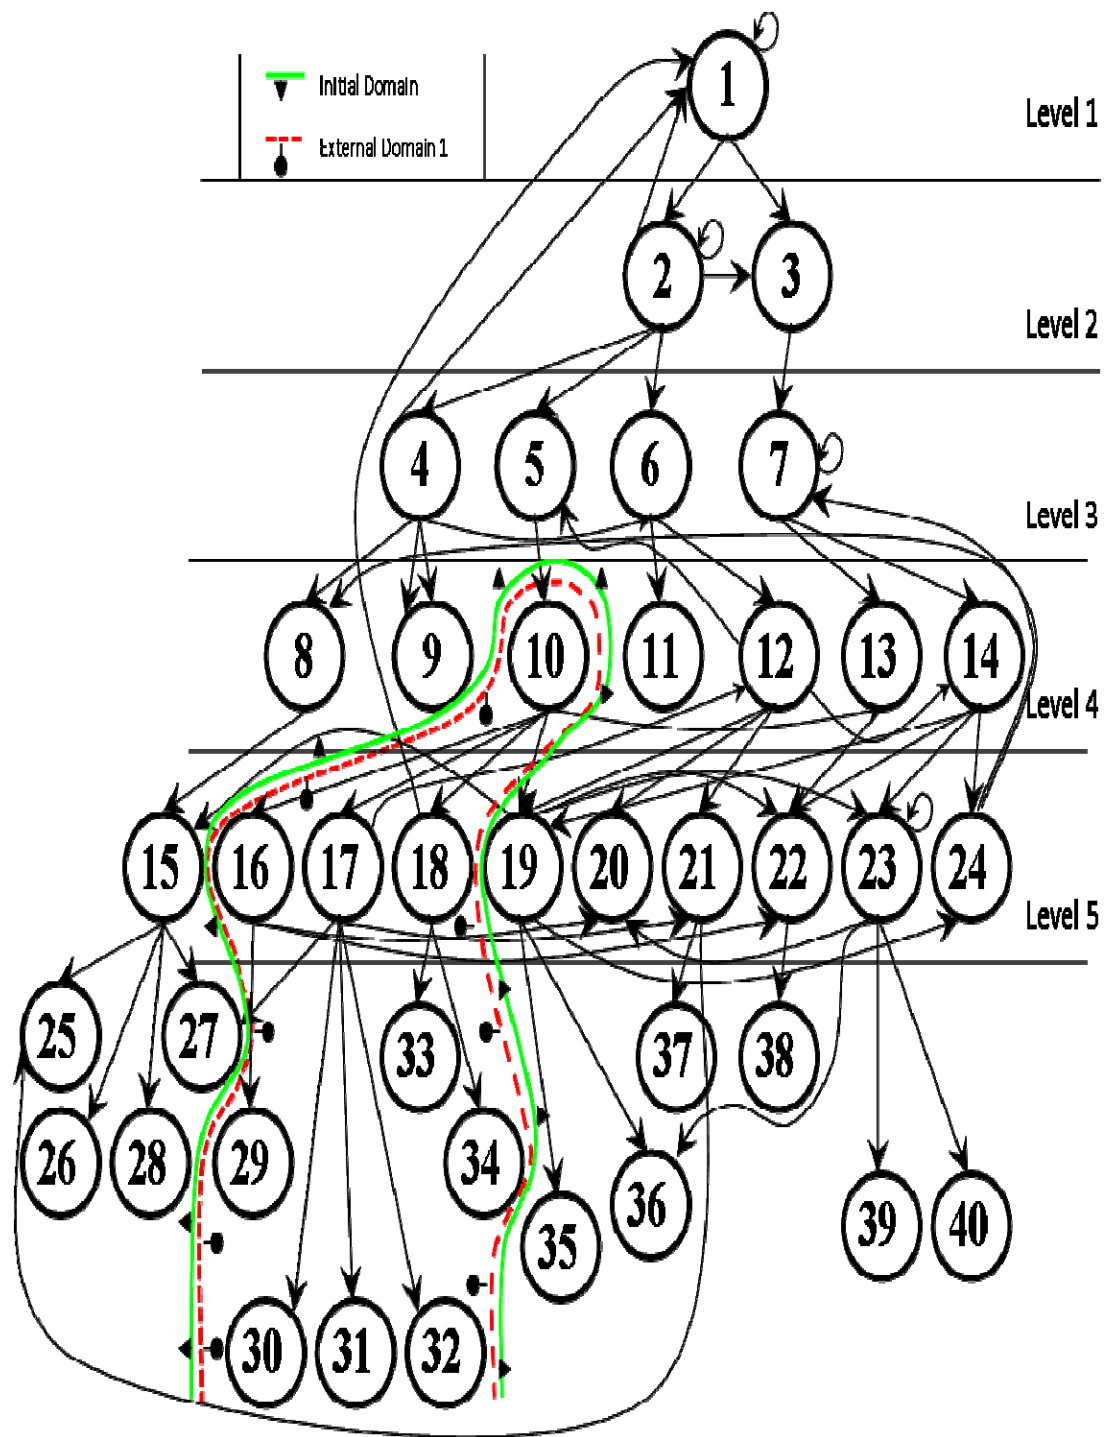 1
Initial Domain
Level 1
External Domain 1
2 3
Level 2
4 5 6 7
Level 3
8 9 10 11 12 13 14
Level 4
15 16 17 18 19 20 21 22 23 24
Level 5
25 27 33 37 38
26 28 29 34 36
35 39 40
30 31 32